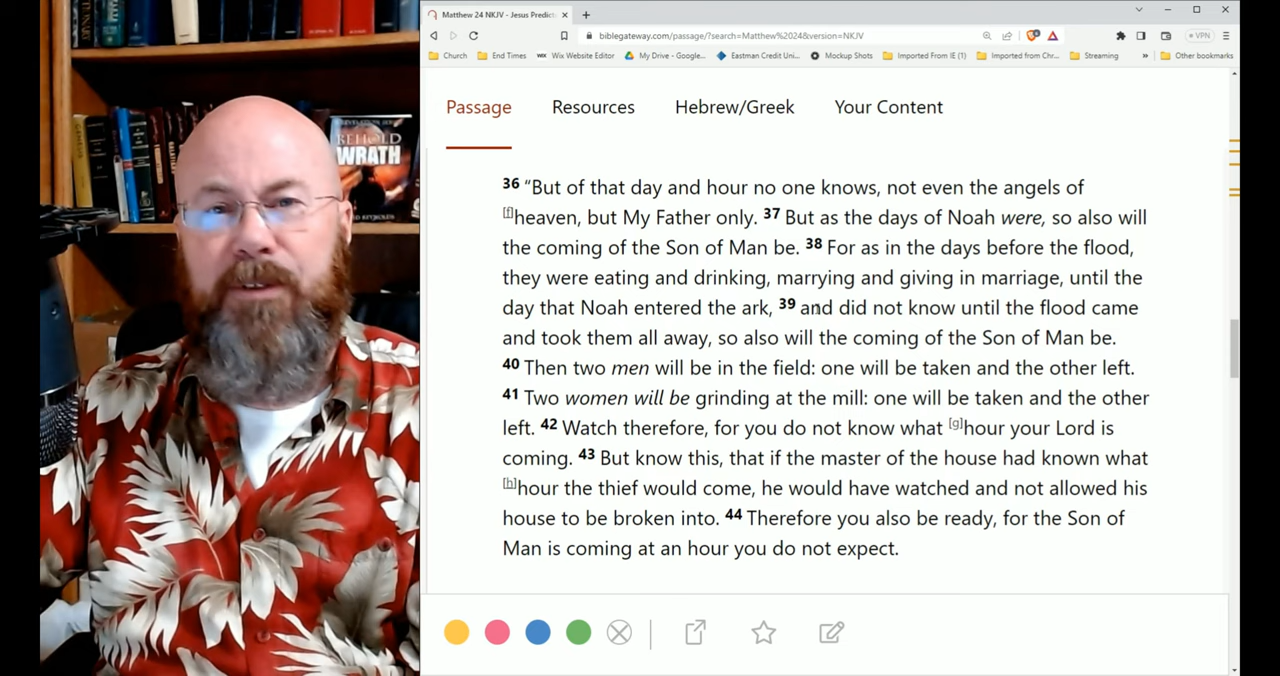 BEHOLD
WRATH
Matthew 24 NKJV - Jesus Predict
biblegateway.com/passage/?search=Matthew%2024&version=NKJV
VPN
Church
End Times
Wix Website Editor
My Drive - Google...
Eastman Credit Uni...
Mockup Shots
Imported From IE (1)
Imported from Chr...
Streaming
»
Other bookmarks
Passage
Resources
Hebrew/Greek
Your Content
36 “But of that day and hour no one knows, not even the angels of
[f]heaven, but My Father only. 37 But as the days of Noah were, so also will
the coming of the Son of Man be. 38 For as in the days before the flood,
they were eating and drinking, marrying and giving in marriage, until the
day that Noah entered the ark, 39 and did not know until the flood came
and took them all away, so also will the coming of the Son of Man be.
40 Then two men will be in the field: one will be taken and the other left.
41 Two women will be grinding at the mill: one will be taken and the other
left. 42 Watch therefore, for you do not know what [g]hour your Lord is
coming. 43 But know this, that if the master of the house had known what
[h]hour the thief would come, he would have watched and not allowed his
house to be broken into. 44 Therefore you also be ready, for the Son of
Man is coming at an hour you do not expect.